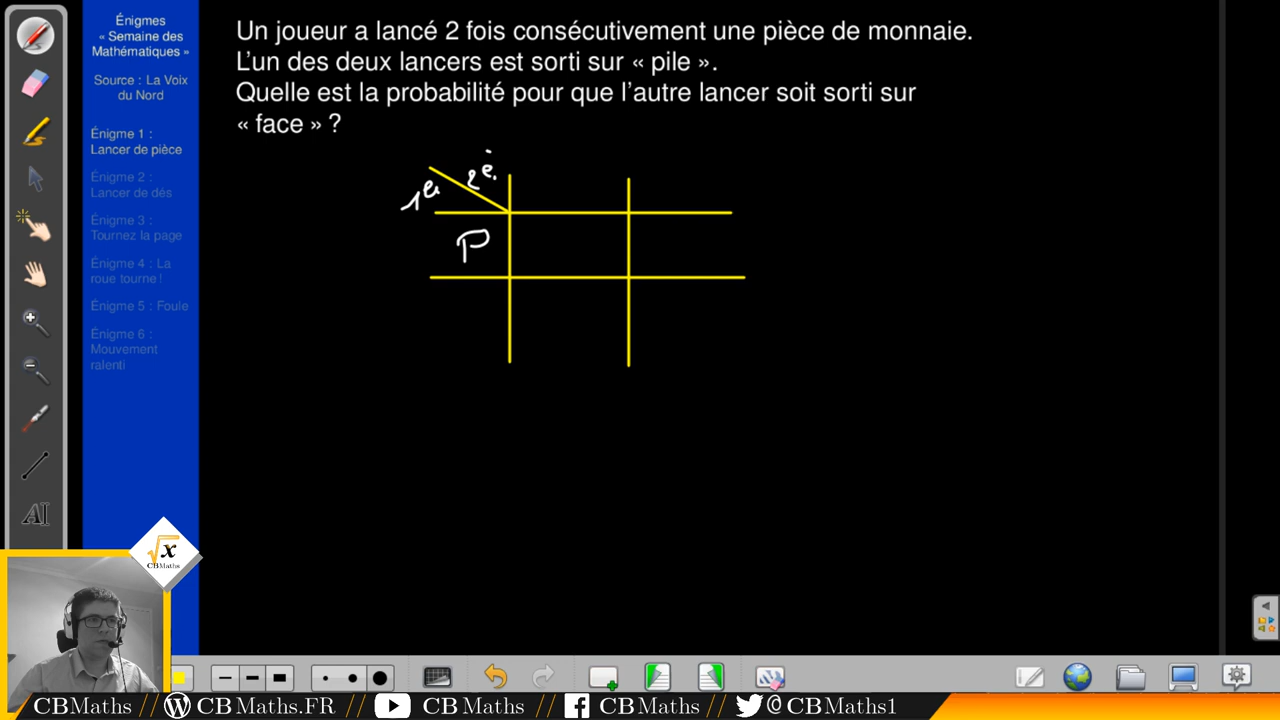 Énigmes
« Semaine des
Mathématiques »
Source : La Voix
du Nord
Énigme 1 :
Lancer de pièce
Énigme 2 :
Lancer de dés
Énigme 3 :
Tournez la page
Énigme 4 : La
roue tourne !
Énigme 5 : Foule
Énigme 6 :
Mouvement
ralenti
Un joueur a lancé 2 fois consécutivement une pièce de monnaie.
L'un des deux lancers est sorti sur « pile ».
Quelle est la probabilité pour que l'autre lancer soit sorti sur
« face » ?
2e
1e
P
AI
√x
CBMaths
CBMaths // CBMaths.FR // CBMaths // CBMaths // @CBMaths1